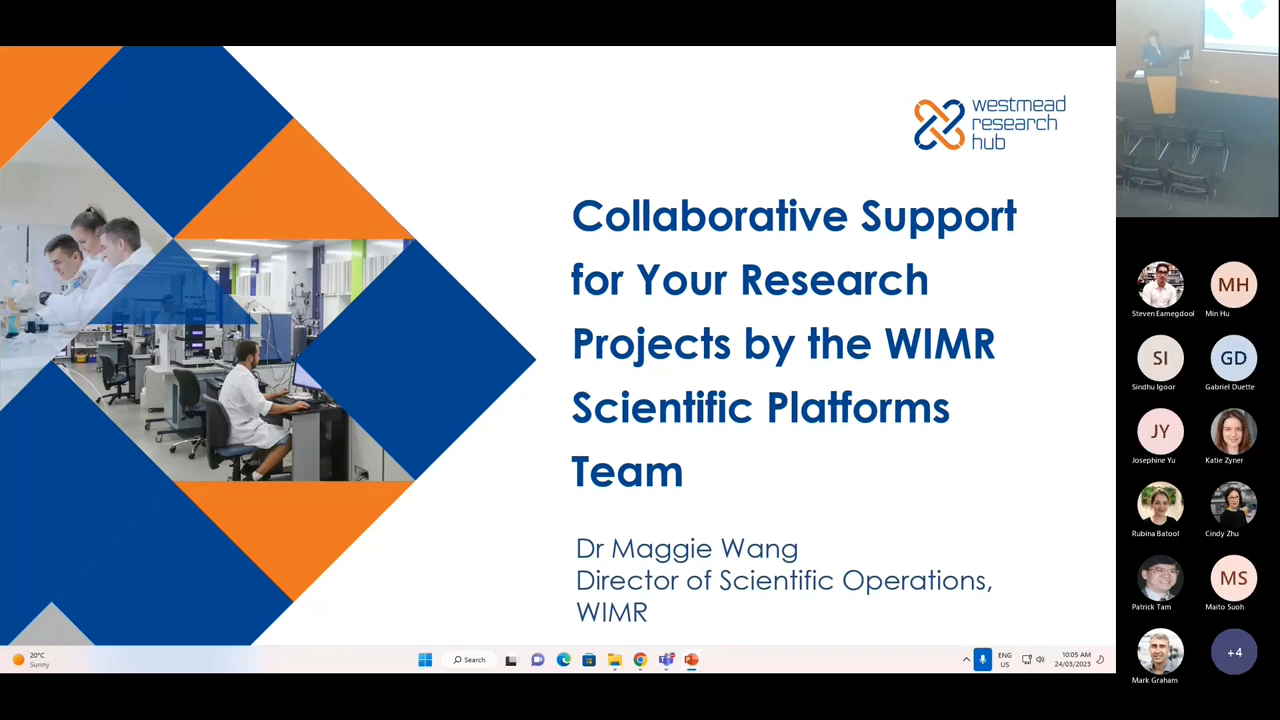 westmead
research
hub
Collaborative Support
for Your Research
Projects by the WIMR
Scientific Platforms
Team
Dr Maggie Wang
Director of Scientific Operations,
WIMR
20°C
Sunny
Search
ENG
US
10:05 AM
24/03/2023
Steven Eamegdool
MH
Min Hu
SI
Sindhu Igoor
GD
Gabriel Duette
JY
Josephine Yu
Katie Zyner
Rubina Batool
Cindy Zhu
Patrick Tam
MS
Maito Suoh
Mark Graham
+4